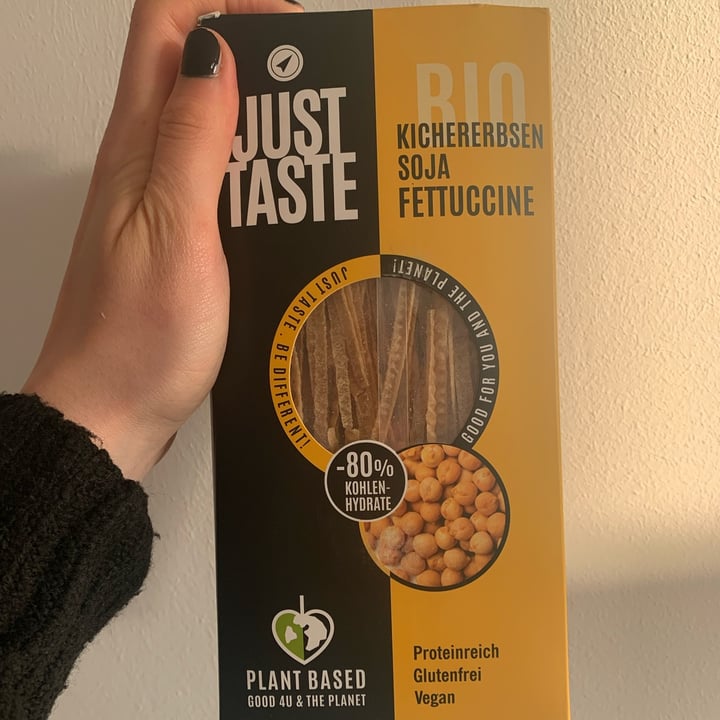 JUST
TASTE
BIO
KICHERERBSEN
SOJA
FETTUCCINE
JUST TASTE. BE DIFFERENT!
GOOD FOR YOU AND THE PLANET!
-80%
KOHLEN-
HYDRATE
PLANT BASED
GOOD 4U & THE PLANET
Proteinreich
Glutenfrei
Vegan